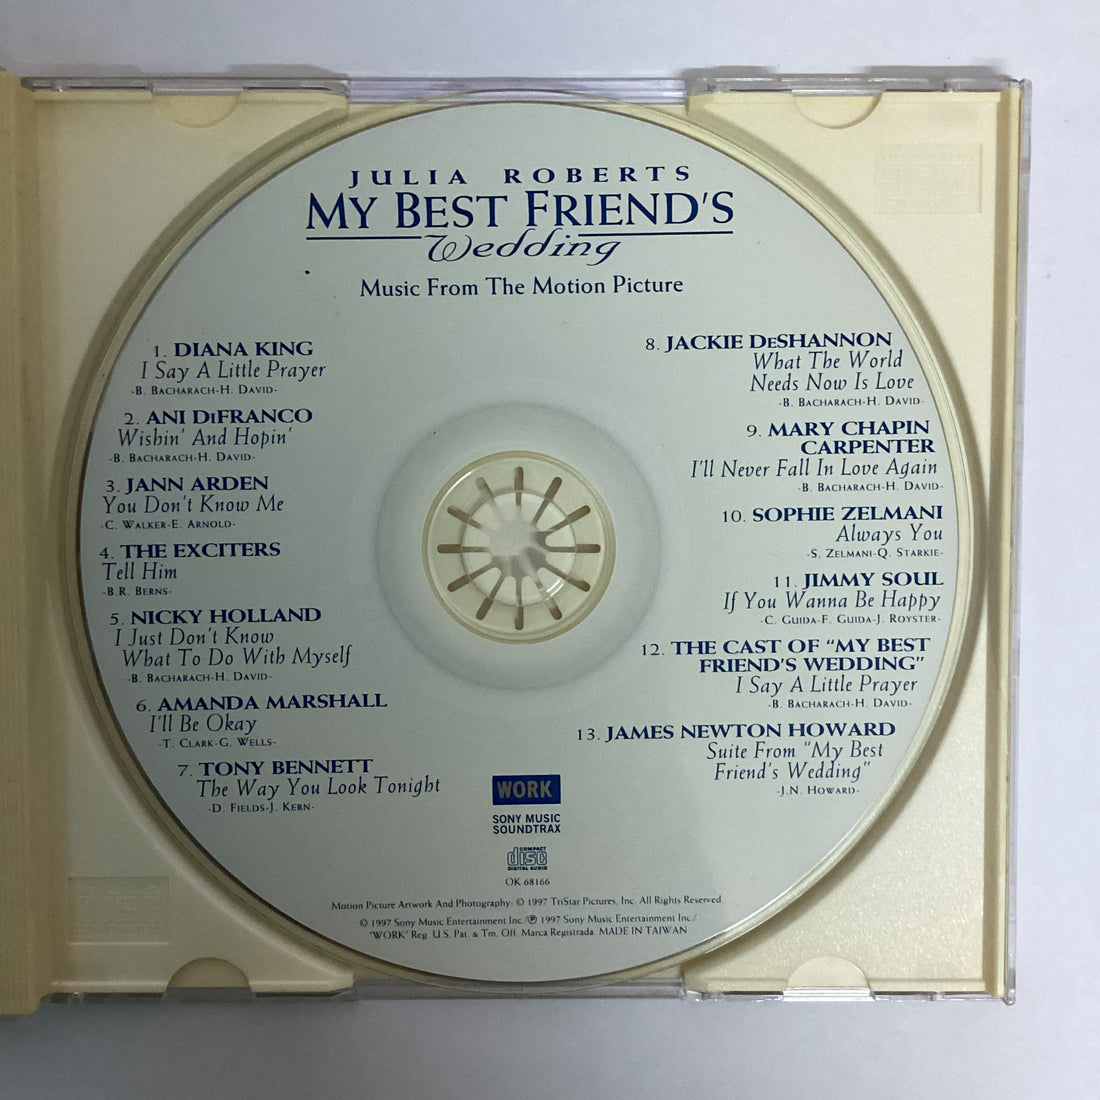 JULIA ROBERTS
MY BEST FRIEND'S
Wedding
Music From The Motion Picture
1. DIANA KING
I Say A Little Prayer
-B. BACHARACH-H. DAVID-
2. ANI DiFRANCO
Wishin' And Hopin'
-B. BACHARACH-H. DAVID-
3. JANN ARDEN
You Don't Know Me
-C. WALKER-E. ARNOLD-
4. THE EXCITERS
Tell Him
-B.R. BERNS-
5. NICKY HOLLAND
I Just Don't Know
What To Do With Myself
-B. BACHARACH-H. DAVID-
6. AMANDA MARSHALL
I'll Be Okay
-T. CLARK-G. WELLS-
7. TONY BENNETT
The Way You Look Tonight
-D. FIELDS-J. KERN-
8. JACKIE DeSHANNON
What The World
Needs Now Is Love
-B. BACHARACH-H. DAVID-
9. MARY CHAPIN
CARPENTER
I'll Never Fall In Love Again
-B. BACHARACH-H. DAVID-
10. SOPHIE ZELMANI
Always You
-S. ZELMANI-Q. STARKIE-
11. JIMMY SOUL
If You Wanna Be Happy
-C. GUIDA-F. GUIDA-J. ROYSTER-
12. THE CAST OF "MY BEST
FRIEND'S WEDDING"
I Say A Little Prayer
-B. BACHARACH-H. DAVID-
13. JAMES NEWTON HOWARD
Suite From "My Best
Friend's Wedding"
-J.N. HOWARD-
WORK
SONY MUSIC
SOUNDTRAX
COMPACT
disc
DIGITAL AUDIO
OK 68166
Motion Picture Artwork And Photography: © 1997 TriStar Pictures, Inc. All Rights Reserved.
© 1997 Sony Music Entertainment Inc./℗ 1997 Sony Music Entertainment Inc./
"WORK" Reg. U.S. Pat. & Tm. Off. Marca Registrada. MADE IN TAIWAN